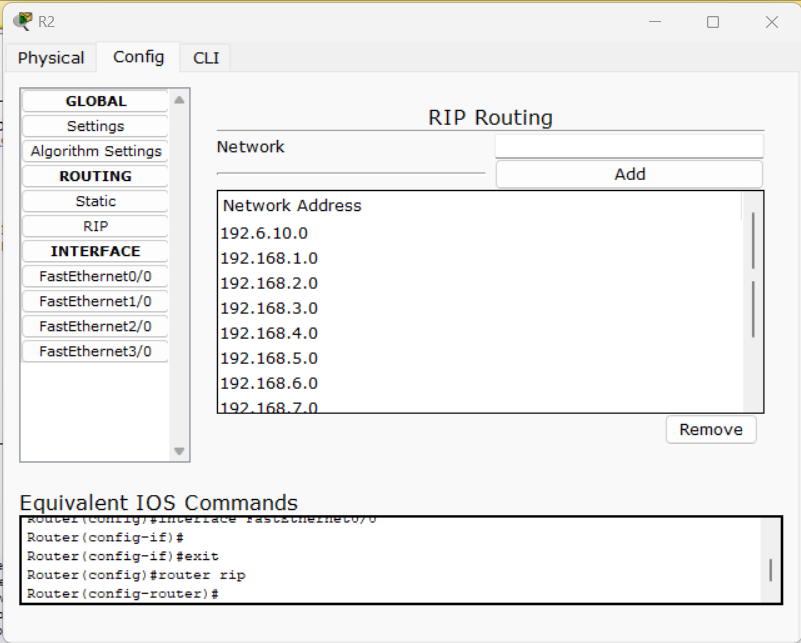 R2
Physical Config CLI
GLOBAL
Settings
Algorithm Settings
ROUTING
Static
RIP
INTERFACE
FastEthernet0/0
FastEthernet1/0
FastEthernet2/0
FastEthernet3/0
RIP Routing
Network
Add
Network Address
192.6.10.0
192.168.1.0
192.168.2.0
192.168.3.0
192.168.4.0
192.168.5.0
192.168.6.0
192.168.7.0
Remove
Equivalent IOS Commands
Router(config)#interface FastEthernet0/0
Router(config-if)#
Router(config-if)#exit
Router(config)#router rip
Router(config-router)#